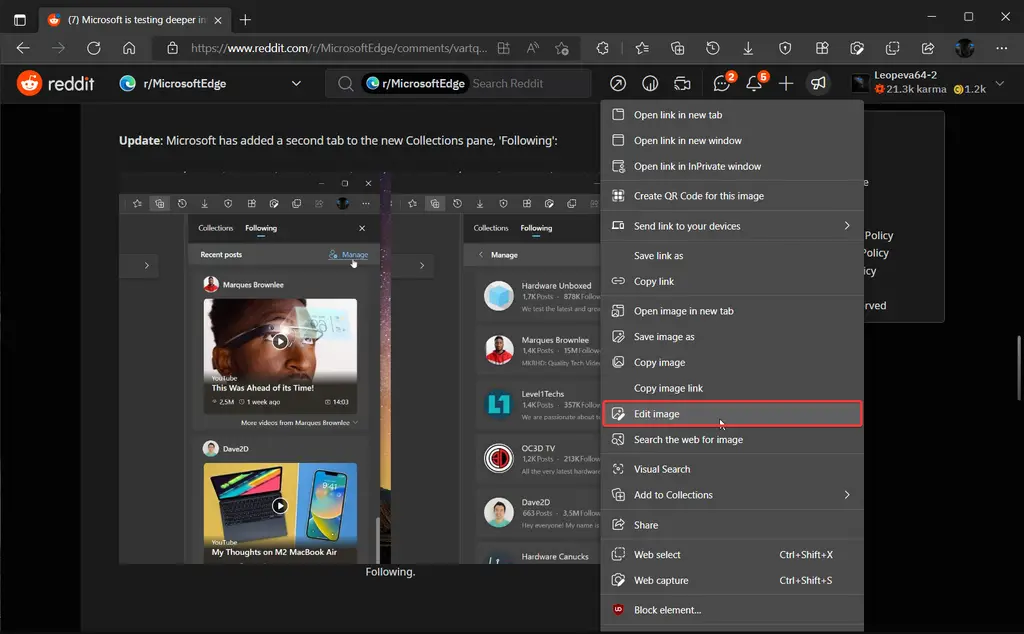 (7) Microsoft is testing deeper in
https://www.reddit.com/r/MicrosoftEdge/comments/vartq...
reddit
r/MicrosoftEdge
r/MicrosoftEdge Search Reddit
2
6
Leopeva64-2
21.3k karma 1.2k
Update: Microsoft has added a second tab to the new Collections pane, 'Following':
Collections Following
Recent posts Manage
Marques Brownlee
YouTube
This Was Ahead of its Time!
2,5M 1 week ago 14:03
More videos from Marques Brownlee
Dave2D
9:41
YouTube
My Thoughts on M2 MacBook Air
Collections Following
Manage
Hardware Unboxed
1,7K Posts · 878K Follow
We test the latest and grea
Marques Brownlee
1,4K Posts · 15M Followe
MKBHD: Quality Tech Vide
Level1Techs
1,4K Posts · 357K Follow
We are passionate about t
OC3D TV
1,2K Posts · 213K Follow
All the very latest hardwar
Dave2D
663 Posts · 3,5M Follow
Hey everyone! My name is
Hardware Canucks
Following.
Open link in new tab
Open link in new window
Open link in InPrivate window
Create QR Code for this image
Send link to your devices
Save link as
Copy link
Open image in new tab
Save image as
Copy image
Copy image link
Edit image
Search the web for image
Visual Search
Add to Collections
Share
Web select Ctrl+Shift+X
Web capture Ctrl+Shift+S
Block element...
e
Policy
olicy
icy
rved